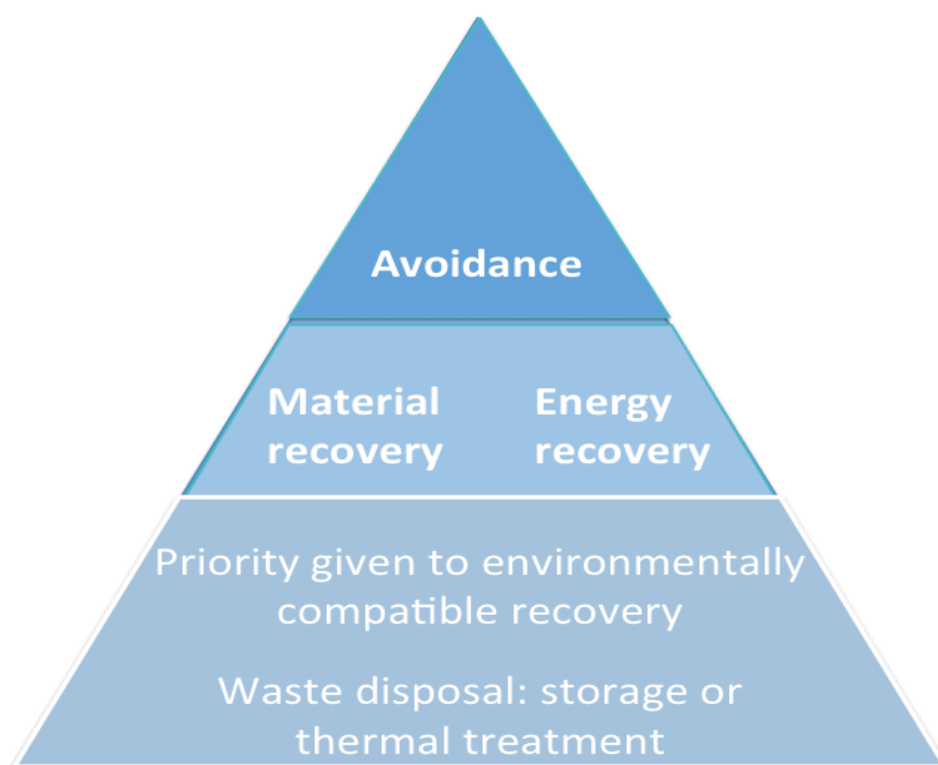 Avoidance
Material Energy
recovery recovery
Priority given to environmentally
compatible recovery
Waste disposal: storage or
thermal treatment